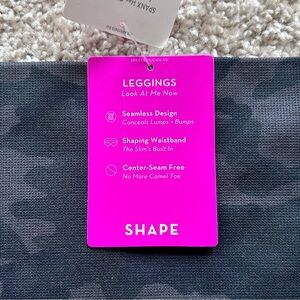 SPANX
LEGGINGS
Look At Me Now
Seamless Design
Conceals Lumps + Bumps
Shaping Waistband
The Slim's Built In
Center-Seam Free
No More Camel Toe
SHAPE